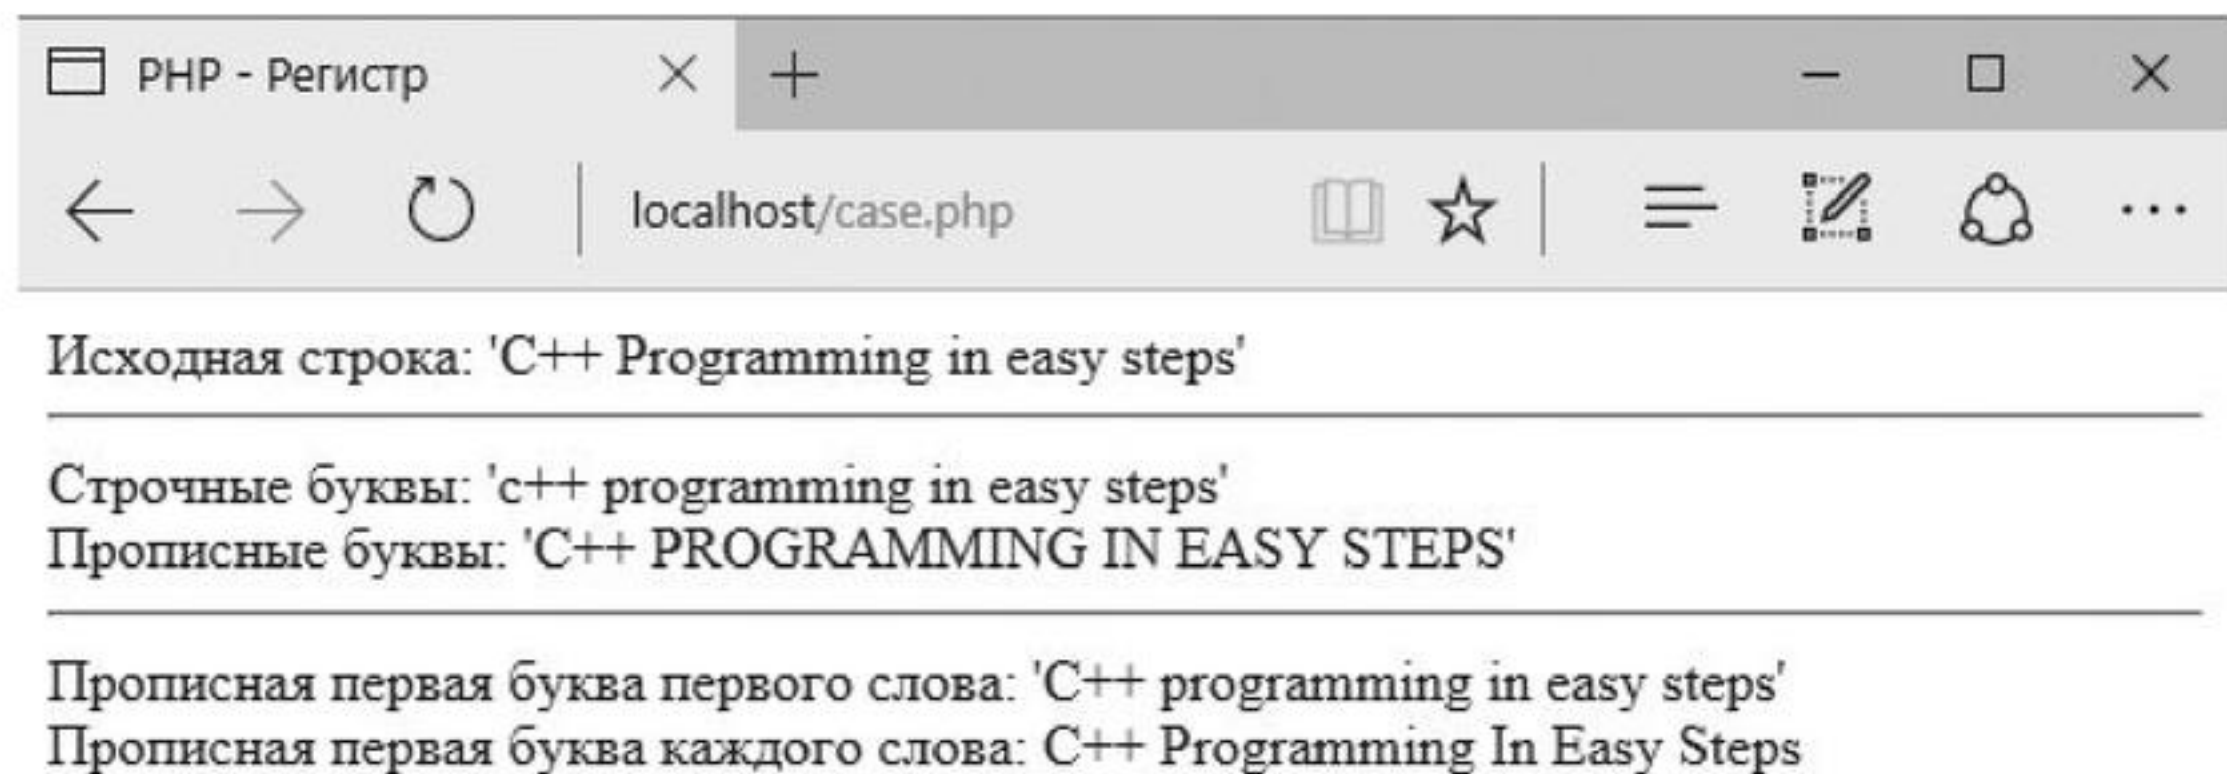 PHP - Регистр
localhost/case.php
Исходная строка: 'C++ Programming in easy steps'
Строчные буквы: 'c++ programming in easy steps'
Прописные буквы: 'C++ PROGRAMMING IN EASY STEPS'
Прописная первая буква первого слова: 'C++ programming in easy steps'
Прописная первая буква каждого слова: C++ Programming In Easy Steps